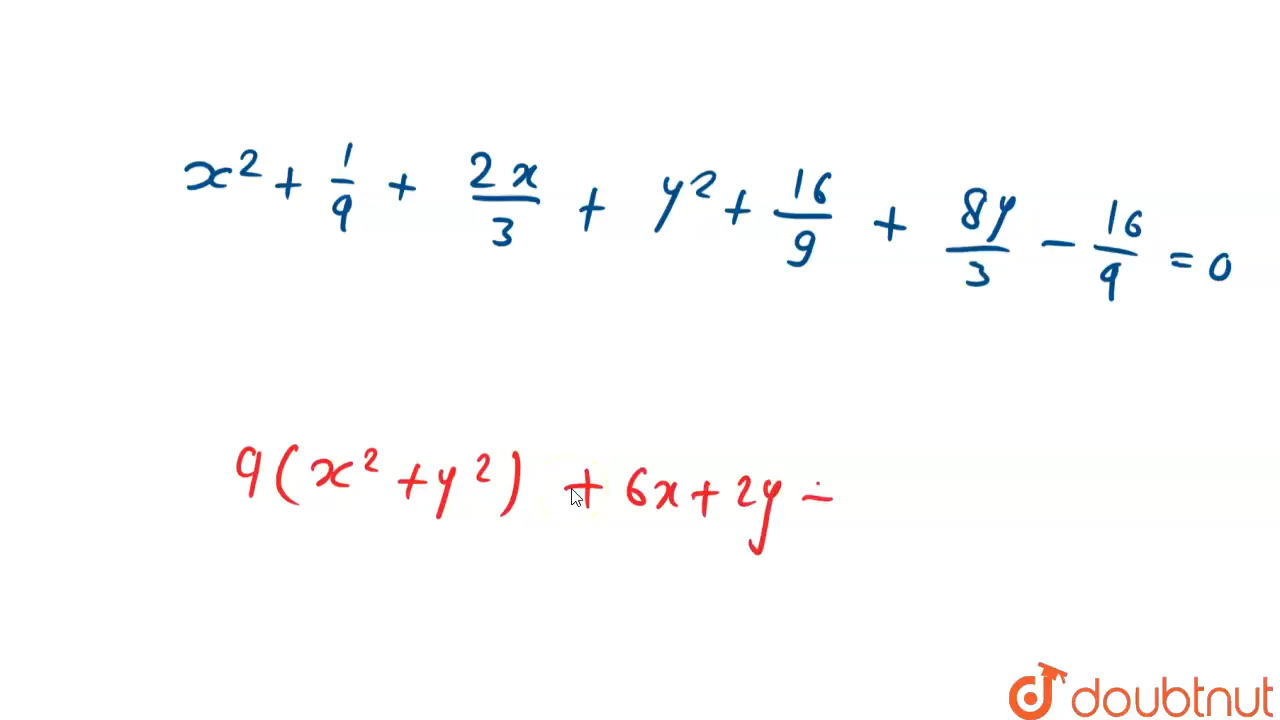 x² + 1/9 + 2x/3 + y² + 16/9 + 8y/3 - 16/9 = 0
9(x² + y²) + 6x + 2y ÷
doubtnut